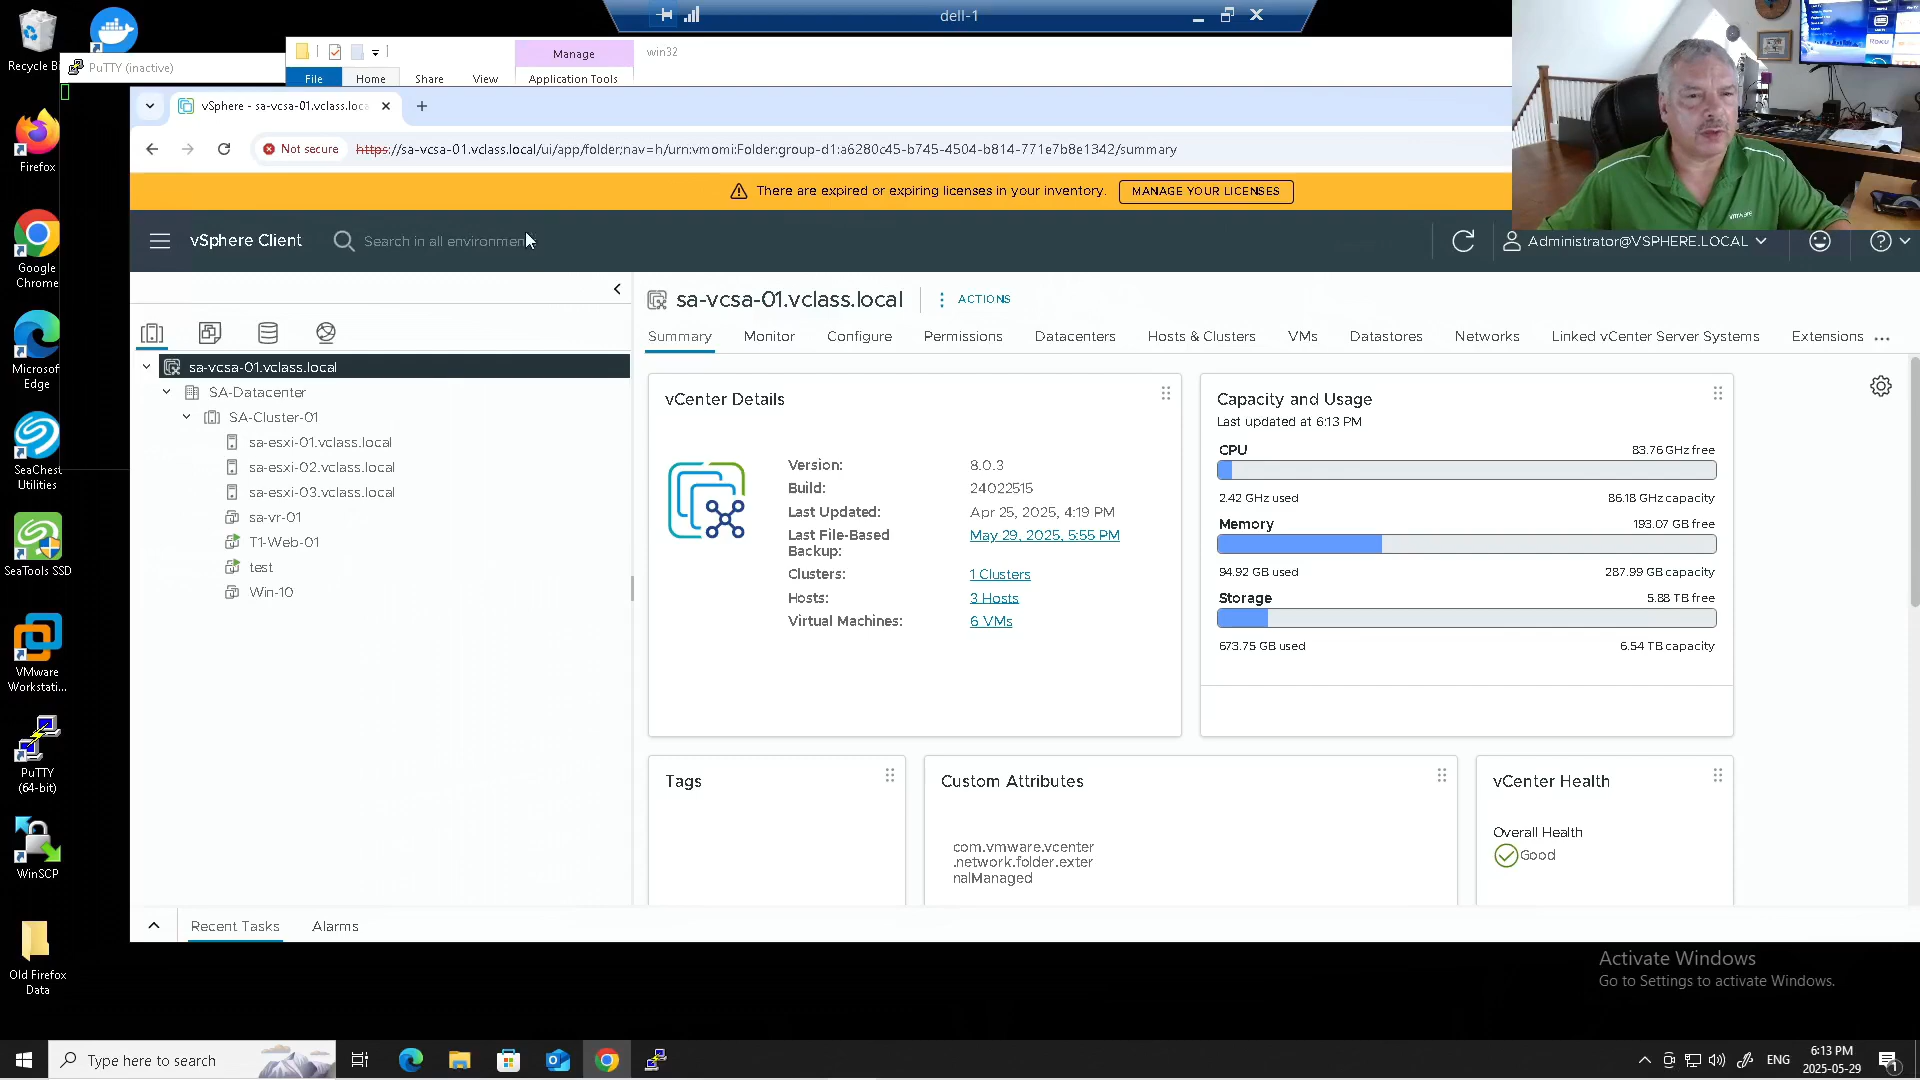 dell-1
Recycle Bi
PuTTY (inactive)
Manage
win32
File
Home
Share
View
Application Tools
vSphere - sa-vcsa-01.vclass.loca
Not secure
https://sa-vcsa-01.vclass.local/ui/app/folder;nav=h/urn:vmomi:Folder:group-d1:a6280c45-b745-4504-b814-771e7b8e1342/summary
There are expired or expiring licenses in your inventory.
MANAGE YOUR LICENSES
vSphere Client
Search in all environmen
Administrator@VSPHERE.LOCAL
vmware
Firefox
Google
Chrome
Microsof
Edge
SeaChest
Utilities
SeaTools SSD
VMware
Workstati...
PuTTY
(64-bit)
WinSCP
Old Firefox
Data
sa-vcsa-01.vclass.local
SA-Datacenter
SA-Cluster-01
sa-esxi-01.vclass.local
sa-esxi-02.vclass.local
sa-esxi-03.vclass.local
sa-vr-01
T1-Web-01
test
Win-10
sa-vcsa-01.vclass.local
ACTIONS
Summary
Monitor
Configure
Permissions
Datacenters
Hosts & Clusters
VMs
Datastores
Networks
Linked vCenter Server Systems
Extensions
vCenter Details
Version: 8.0.3
Build: 24022515
Last Updated: Apr 25, 2025, 4:19 PM
Last File-Based May 29, 2025, 5:55 PM
Backup:
Clusters: 1 Clusters
Hosts: 3 Hosts
Virtual Machines: 6 VMs
Capacity and Usage
Last updated at 6:13 PM
CPU 83.76 GHz free
2.42 GHz used 86.18 GHz capacity
Memory 193.07 GB free
94.92 GB used 287.99 GB capacity
Storage 5.88 TB free
673.75 GB used 6.54 TB capacity
Tags
Custom Attributes
com.vmware.vcenter
.network.folder.exter
nalManaged
vCenter Health
Overall Health
Good
Recent Tasks
Alarms
Activate Windows
Go to Settings to activate Windows.
Type here to search
ENG
6:13 PM
2025-05-29
1